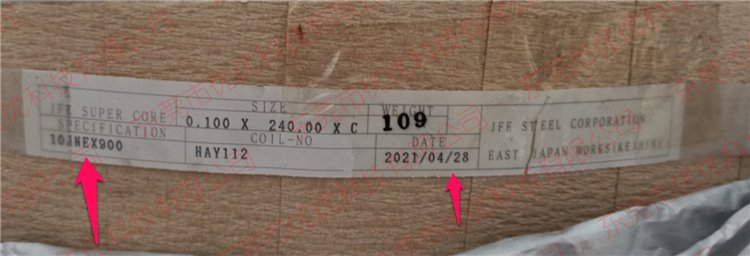 JFE SUPER CORE
SIZE
0.100 X 240.00 X C
WEIGHT
109
JFE STEEL CORPORATION
SPECIFICATION
10JNEX900
COIL-NO
HAY112
DATE
2021/04/28
EAST JAPAN WORKS(KEIHIN)